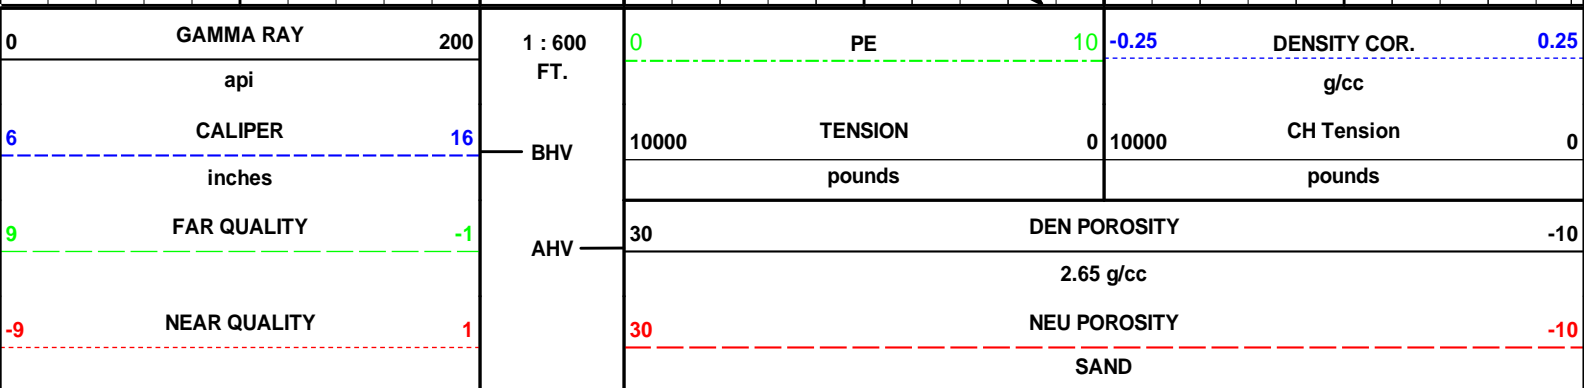 0 GAMMA RAY 200
api
6 CALIPER 16
inches
9 FAR QUALITY -1
-9 NEAR QUALITY 1
1 : 600
FT.
BHV
AHV
0 PE 10
10000 TENSION 0
pounds
-0.25 DENSITY COR. 0.25
g/cc
10000 CH Tension 0
pounds
30 DEN POROSITY -10
2.65 g/cc
30 NEU POROSITY -10
SAND